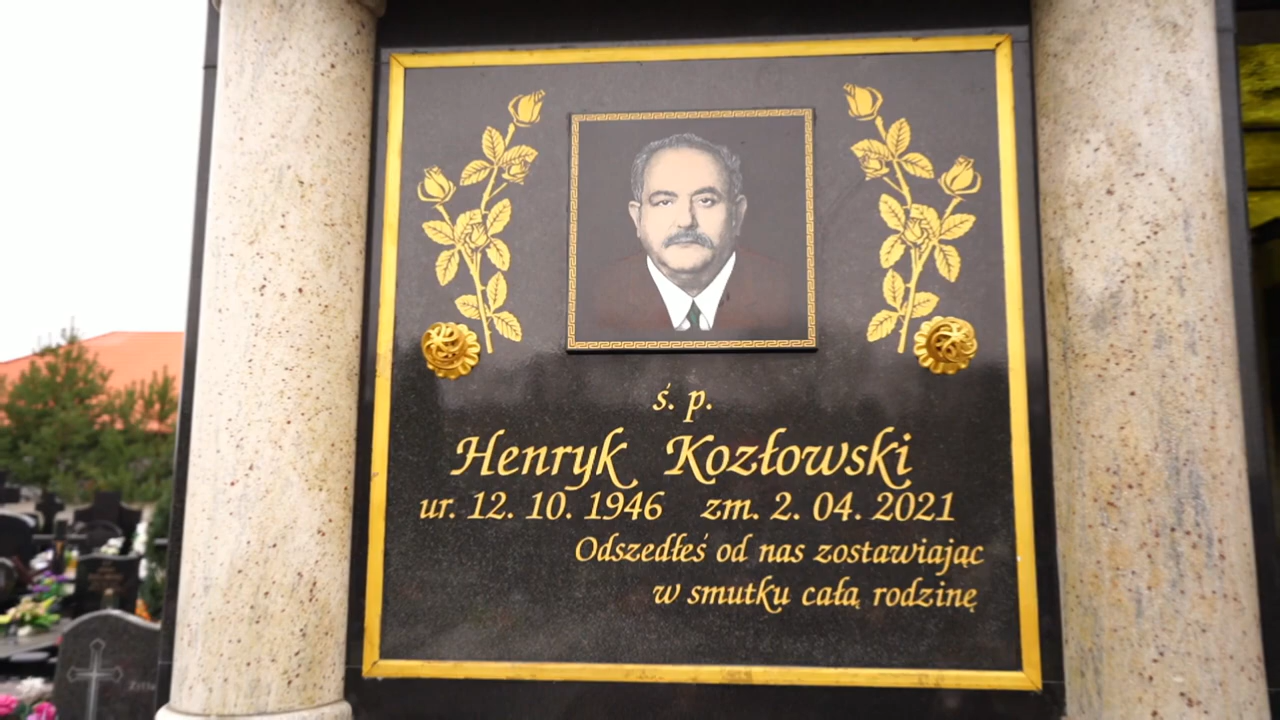 ś. p.
Henryk Kozłowski
ur. 12. 10. 1946 zm. 2. 04. 2021
Odszedłeś od nas zostawiając
w smutku całą rodzinę